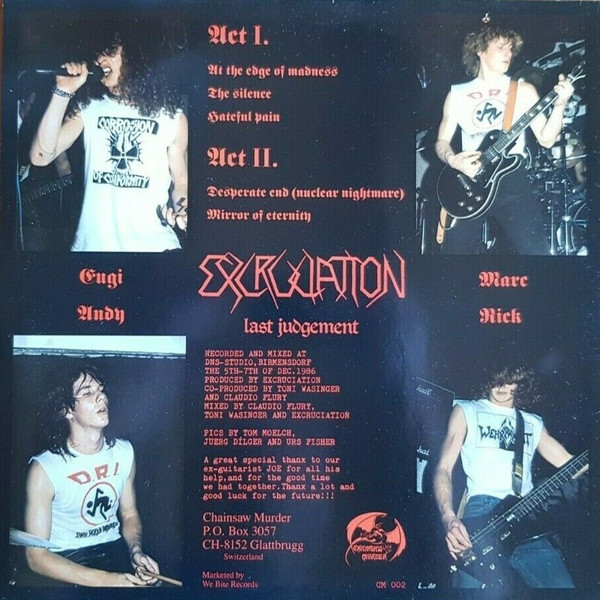 Act I.
At the edge of madness
The silence
Hateful pain
Act II.
Desperate end (nuclear nightmare)
Mirror of eternity
CORROSION
OF CONFORMITY
D.R.I.
Eugi
Andy
EXCRUCIATION
last judgement
Marc
Rick
RECORDED AND MIXED AT
DNS-STUDIO, BIRMENSDORF
THE 5TH-7TH OF DEC.1986
PRODUCED BY EXCRUCIATION
CO-PRODUCED BY TONI WASINGER
AND CLAUDIO FLURY
MIXED BY CLAUDIO FLURY,
TONI WASINGER AND EXCRUCIATION
PICS BY TOM MOELCH,
JUERG DILGER AND URS FISHER
A great special thanx to our
ex-guitarist JOE for all his
help,and for the good time
we had together.Thanx a lot and
good luck for the future!!!
D.R.I.
Chainsaw Murder
P.O. Box 3057
CH-8152 Glattbrugg
Switzerland
Marketed by
We Bite Records
CHAINSAW
MURDER
CM 002